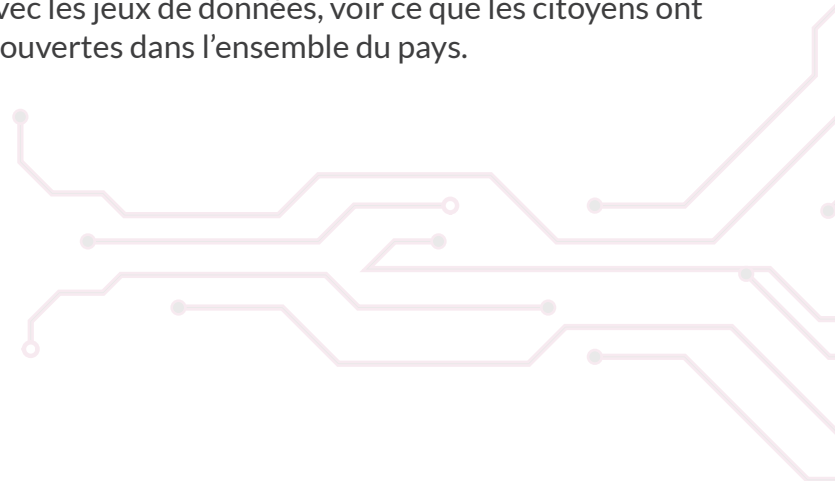 vec les jeux de données, voir ce que les citoyens ont
ouvertes dans l’ensemble du pays.